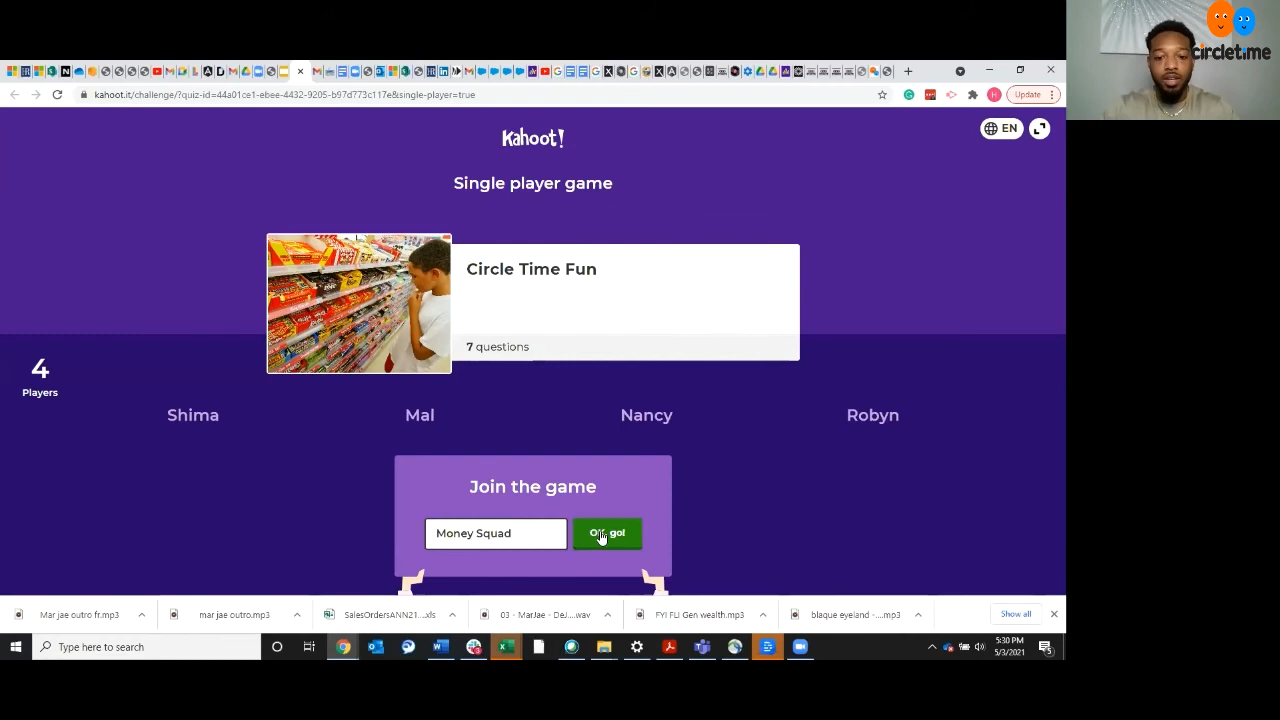 circletime
kahoot.it/challenge/?quiz-id=44a01ce1-ebee-4432-9205-b97d773c117e&single-player=true
Update
Kahoot!
EN
Single player game
Circle Time Fun
7 questions
4
Players
Shima
Mal
Nancy
Robyn
Join the game
Money Squad
OK, go!
Mar jae outro fr.mp3
mar jae outro.mp3
SalesOrdersANN21....xls
03 - MarJae - DeJ....wav
FYI FLI Gen wealth.mp3
blaque eyeland -....mp3
Show all
Type here to search
5:30 PM
5/3/2021